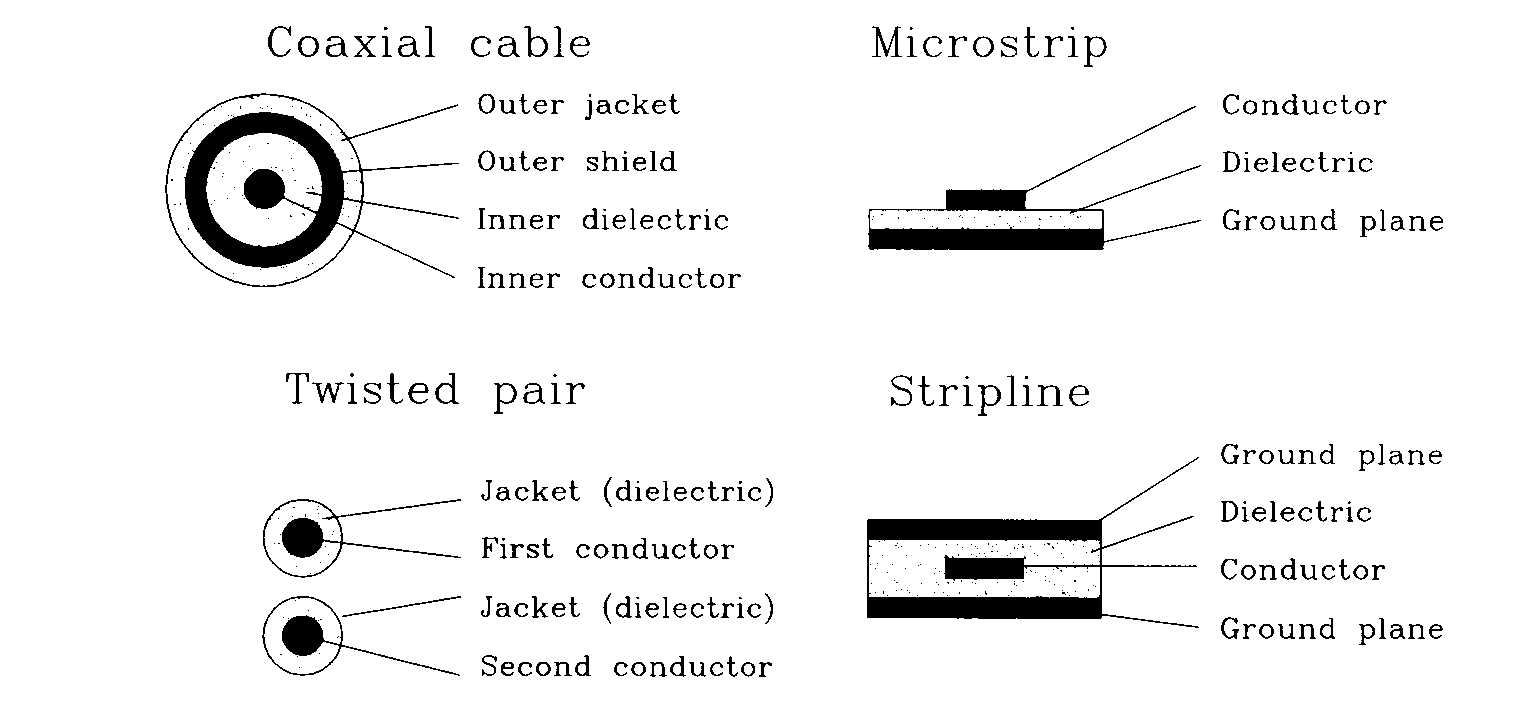 Coaxial cable
Outer jacket
Outer shield
Inner dielectric
Inner conductor
Microstrip
Conductor
Dielectric
Ground plane
Twisted pair
Jacket (dielectric)
First conductor
Jacket (dielectric)
Second conductor
Stripline
Ground plane
Dielectric
Conductor
Ground plane